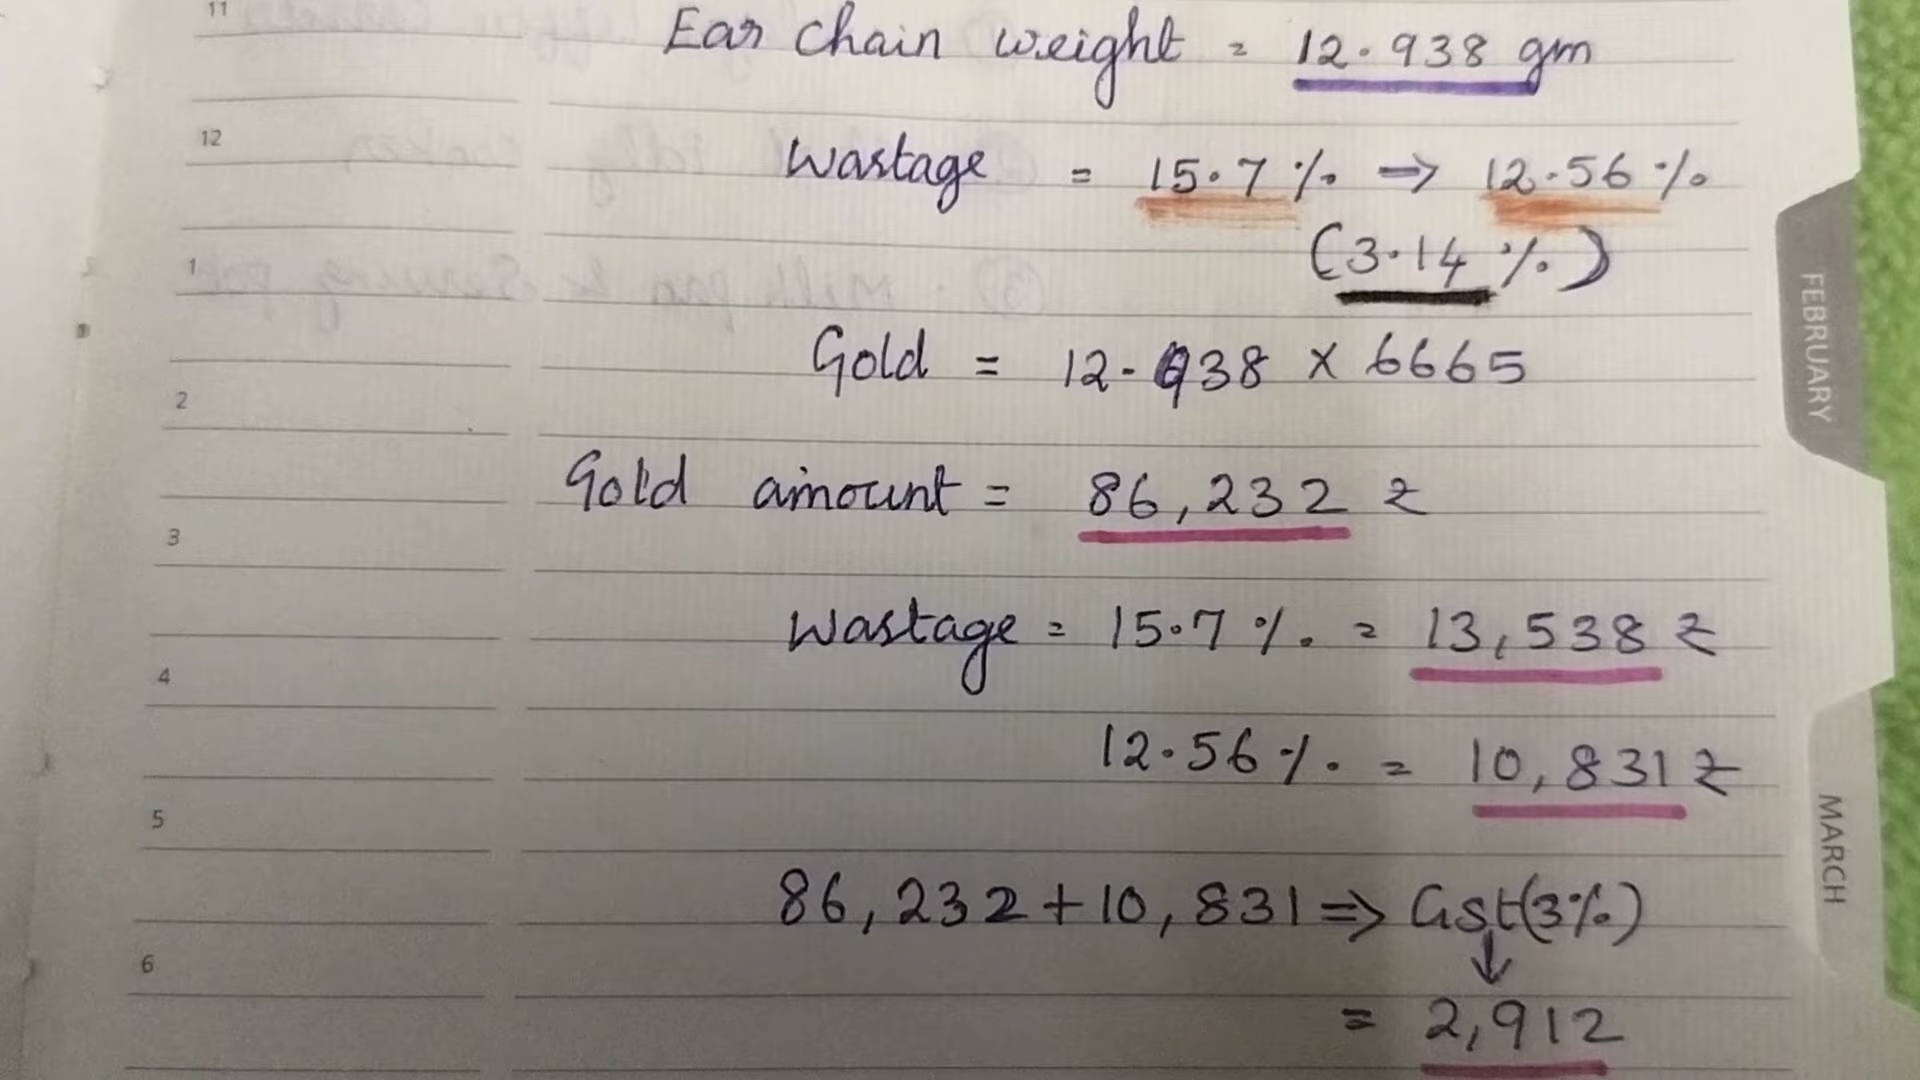 11
Ear chain weight = 12.938 gm
12
Wastage = 15.7 % ⇒ 12.56 %
(3.14 %)
1
Gold = 12.938 x 6665
2
Gold amount = 86,232 ₹
3
Wastage = 15.7 % = 13,538 ₹
4
12.56 % = 10,831 ₹
5
86,232 + 10,831 ⇒ Gst(3%)
↓
6
= 2,912
FEBRUARY
MARCH